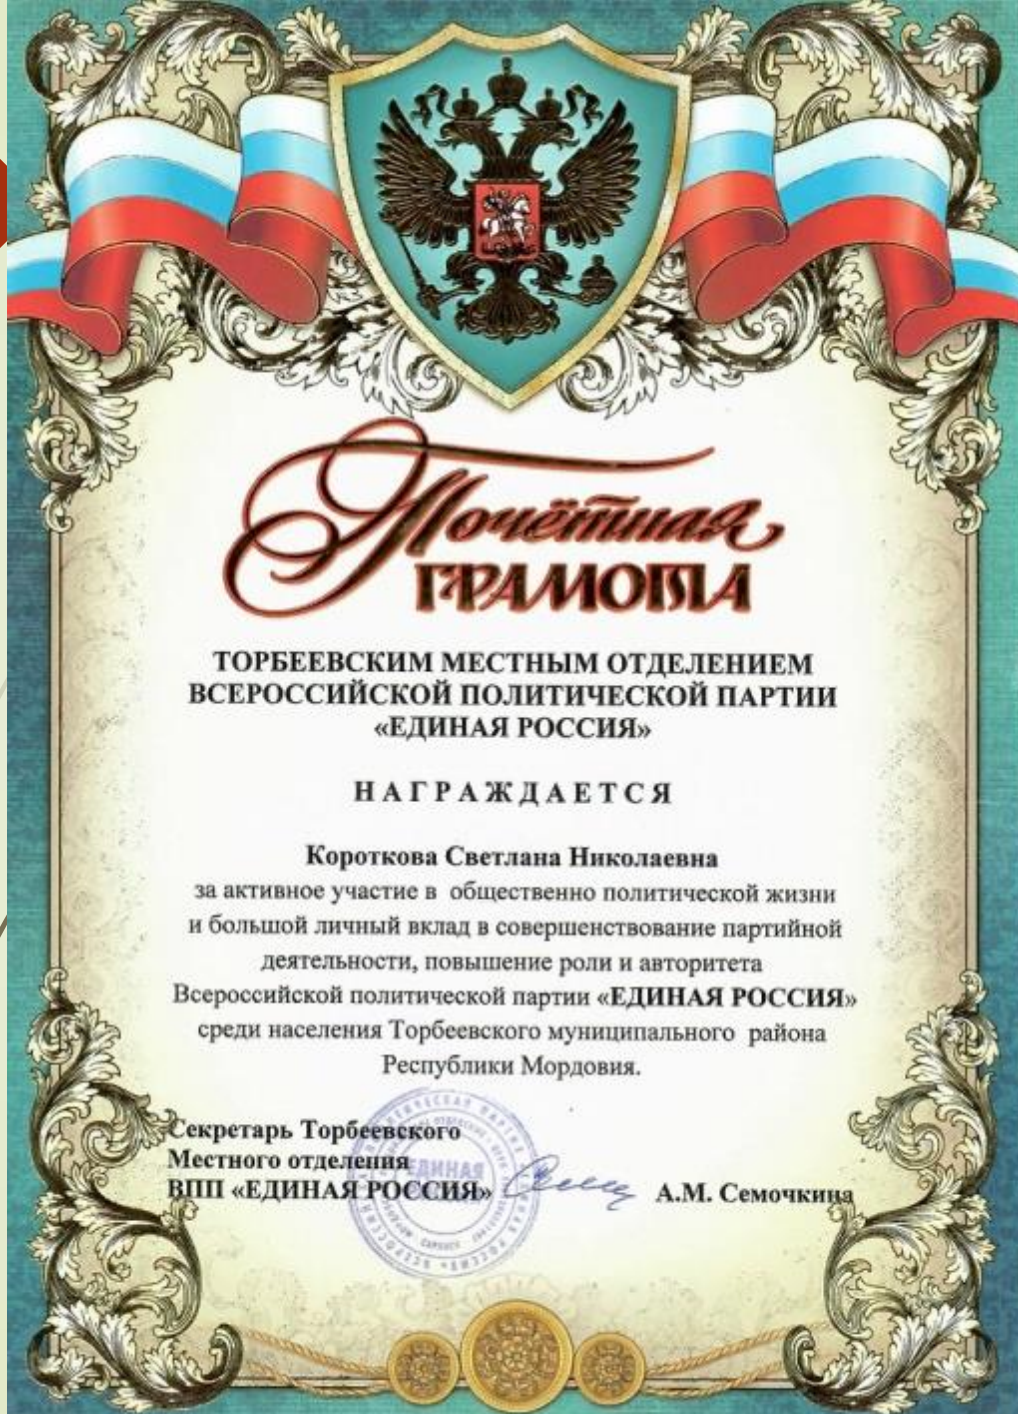 Почётная
ГРАМОТА
ТОРБЕЕВСКИМ МЕСТНЫМ ОТДЕЛЕНИЕМ
ВСЕРОССИЙСКОЙ ПОЛИТИЧЕСКОЙ ПАРТИИ
«ЕДИНАЯ РОССИЯ»
НАГРАЖДАЕТСЯ
Короткова Светлана Николаевна
за активное участие в общественно политической жизни
и большой личный вклад в совершенствование партийной
деятельности, повышение роли и авторитета
Всероссийской политической партии «ЕДИНАЯ РОССИЯ»
среди населения Торбеевского муниципального района
Республики Мордовия.
Секретарь Торбеевского
Местного отделения
ВПП «ЕДИНАЯ РОССИЯ»
А.М. Семочкина
ЕДИНАЯ